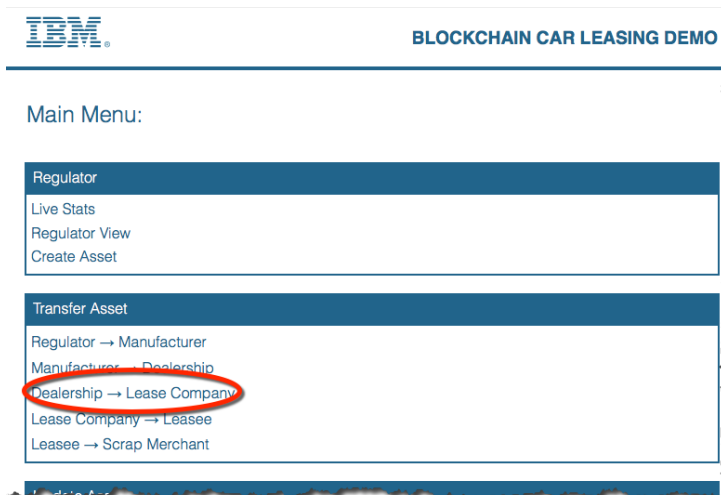 IBM®
BLOCKCHAIN CAR LEASING DEMO
Main Menu:
Regulator
Live Stats
Regulator View
Create Asset
Transfer Asset
Regulator → Manufacturer
Manufacturer → Dealership
Dealership → Lease Company
Lease Company → Leasee
Leasee → Scrap Merchant